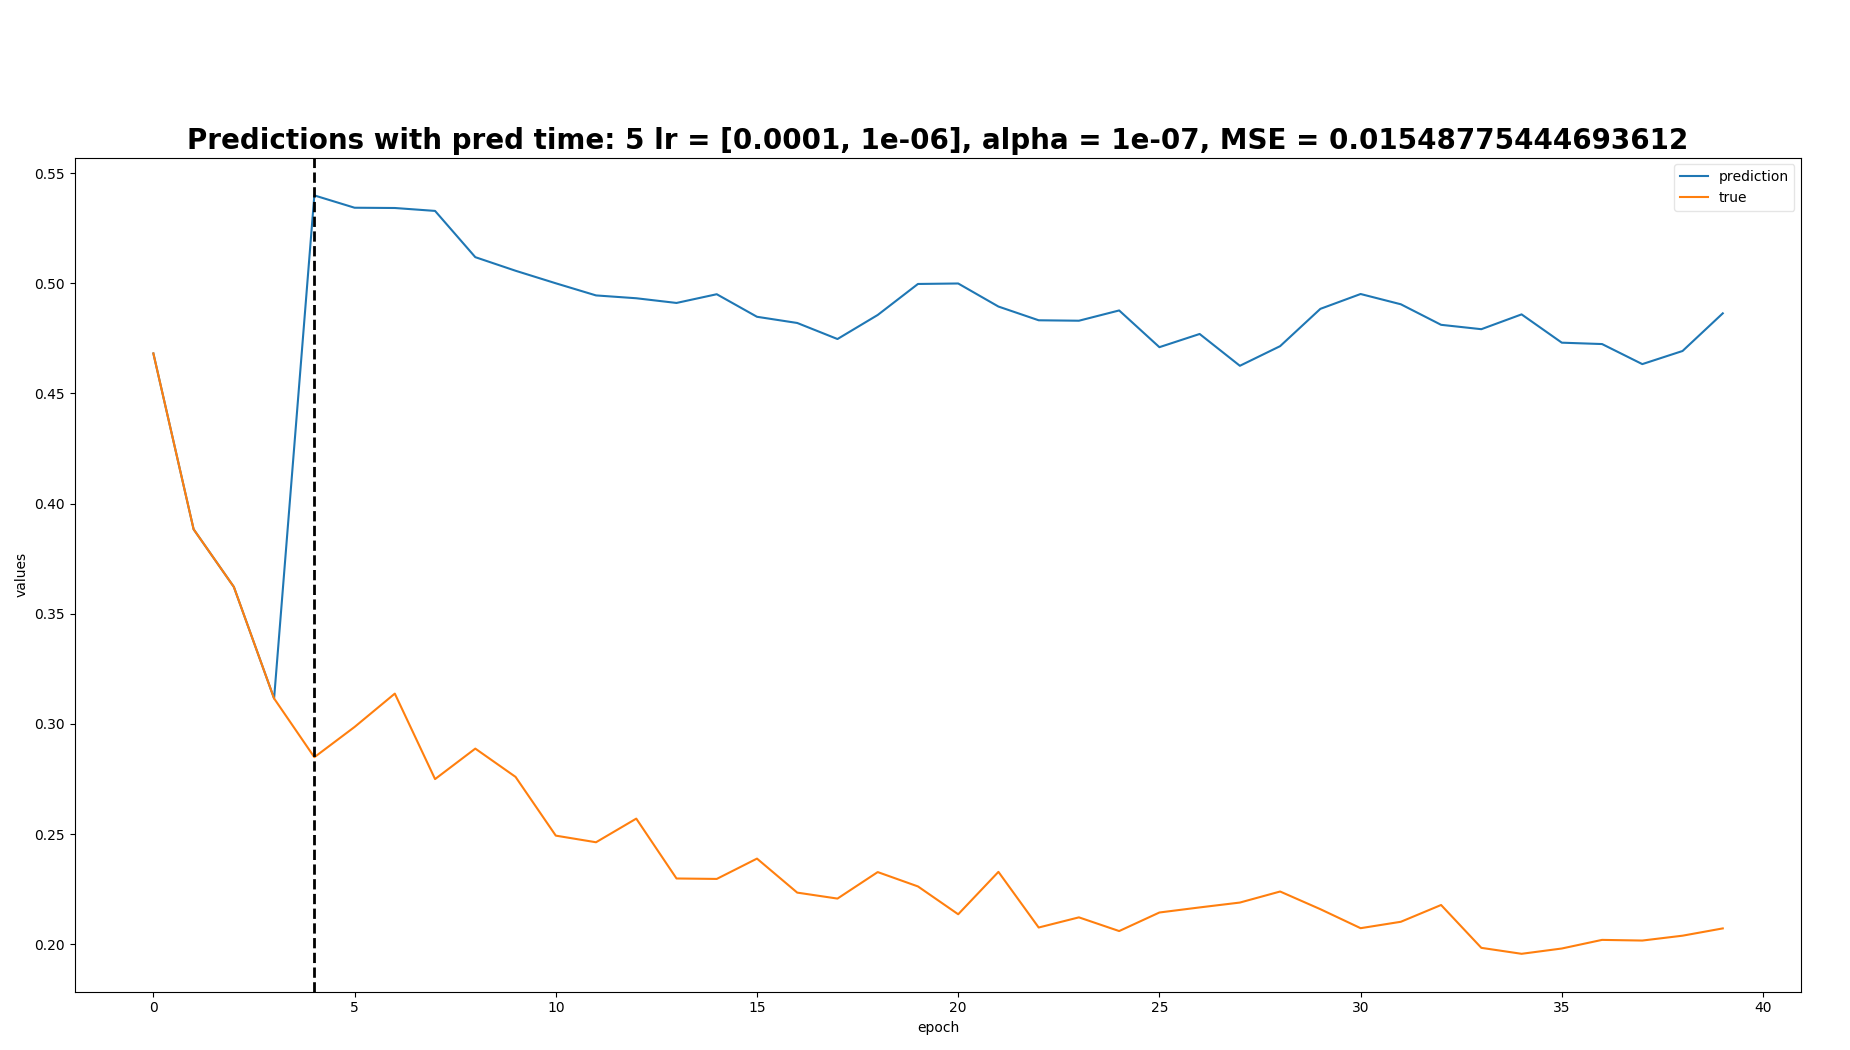 Predictions with pred time: 5 lr = [0.0001, 1e-06], alpha = 1e-07, MSE = 0.01548775444693612
prediction
true
0.55
0.50
0.45
0.40
0.35
0.30
0.25
0.20
values
0 5 10 15 20 25 30 35 40
epoch